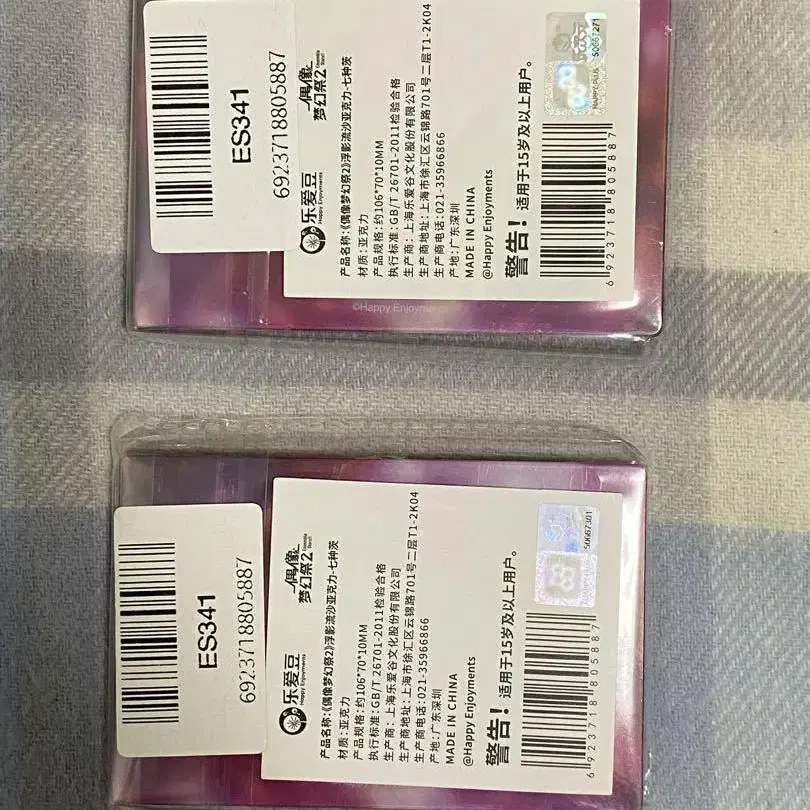 ES341
6923718805887
乐爱豆
Happy Enjoyments
偶像
梦幻祭2
Ensemble
Stars!!
产品名称:《偶像梦幻祭2》浮影流沙亚克力-七种茨
材质:亚克力
产品规格:约106*70*10MM
执行标准:GB/T 26701-2011检验合格
生产商:上海乐爱谷文化股份有限公司
生产商地址:上海市徐汇区云锦路701号二层T1-2K04
生产商电话:021-35966866
产地:广东深圳
MADE IN CHINA
@Happy Enjoyments
警告!适用于15岁及以上用户。
HAPPY PLUS
S0667271
6 923718 805887
©Happy Enjoyments
ES341
6923718805887
乐爱豆
Happy Enjoyments
偶像
梦幻祭2
Ensemble
Stars!!
产品名称:《偶像梦幻祭2》浮影流沙亚克力-七种茨
材质:亚克力
产品规格:约106*70*10MM
执行标准:GB/T 26701-2011检验合格
生产商:上海乐爱谷文化股份有限公司
生产商地址:上海市徐汇区云锦路701号二层T1-2K04
生产商电话:021-35966866
产地:广东深圳
MADE IN CHINA
@Happy Enjoyments
警告!适用于15岁及以上用户。
S0667301
6 923718 805887